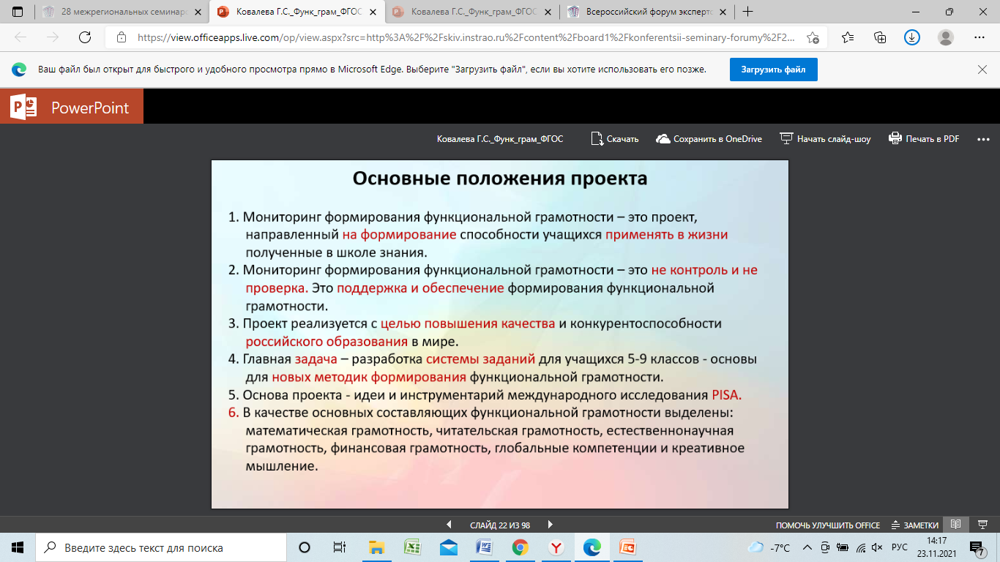 28 межрегиональных семинаро
Ковалева Г.С._Функ_грам_ФГОС
Ковалева Г.С._Функ_грам_ФГОС
Всероссийский форум эксперто
https://view.officeapps.live.com/op/view.aspx?src=http%3A%2F%2Fskiv.instrao.ru%2Fcontent%2Fboard1%2Fkonferentsii-seminary-forumy%2F2...
Ваш файл был открыт для быстрого и удобного просмотра прямо в Microsoft Edge. Выберите "Загрузить файл", если вы хотите использовать его позже.
Загрузить файл
PowerPoint
Ковалева Г.С._Функ_грам_ФГОС
Скачать
Сохранить в OneDrive
Начать слайд-шоу
Печать в PDF
Основные положения проекта
1. Мониторинг формирования функциональной грамотности – это проект,
направленный на формирование способности учащихся применять в жизни
полученные в школе знания.
2. Мониторинг формирования функциональной грамотности – это не контроль и не
проверка. Это поддержка и обеспечение формирования функциональной
грамотности.
3. Проект реализуется с целью повышения качества и конкурентоспособности
российского образования в мире.
4. Главная задача – разработка системы заданий для учащихся 5-9 классов - основы
для новых методик формирования функциональной грамотности.
5. Основа проекта - идеи и инструментарий международного исследования PISA.
6. В качестве основных составляющих функциональной грамотности выделены:
математическая грамотность, читательская грамотность, естественнонаучная
грамотность, финансовая грамотность, глобальные компетенции и креативное
мышление.
СЛАЙД 22 ИЗ 98
ПОМОЧЬ УЛУЧШИТЬ OFFICE
ЗАМЕТКИ
Введите здесь текст для поиска
-7°C
РУС
14:17
23.11.2021
7